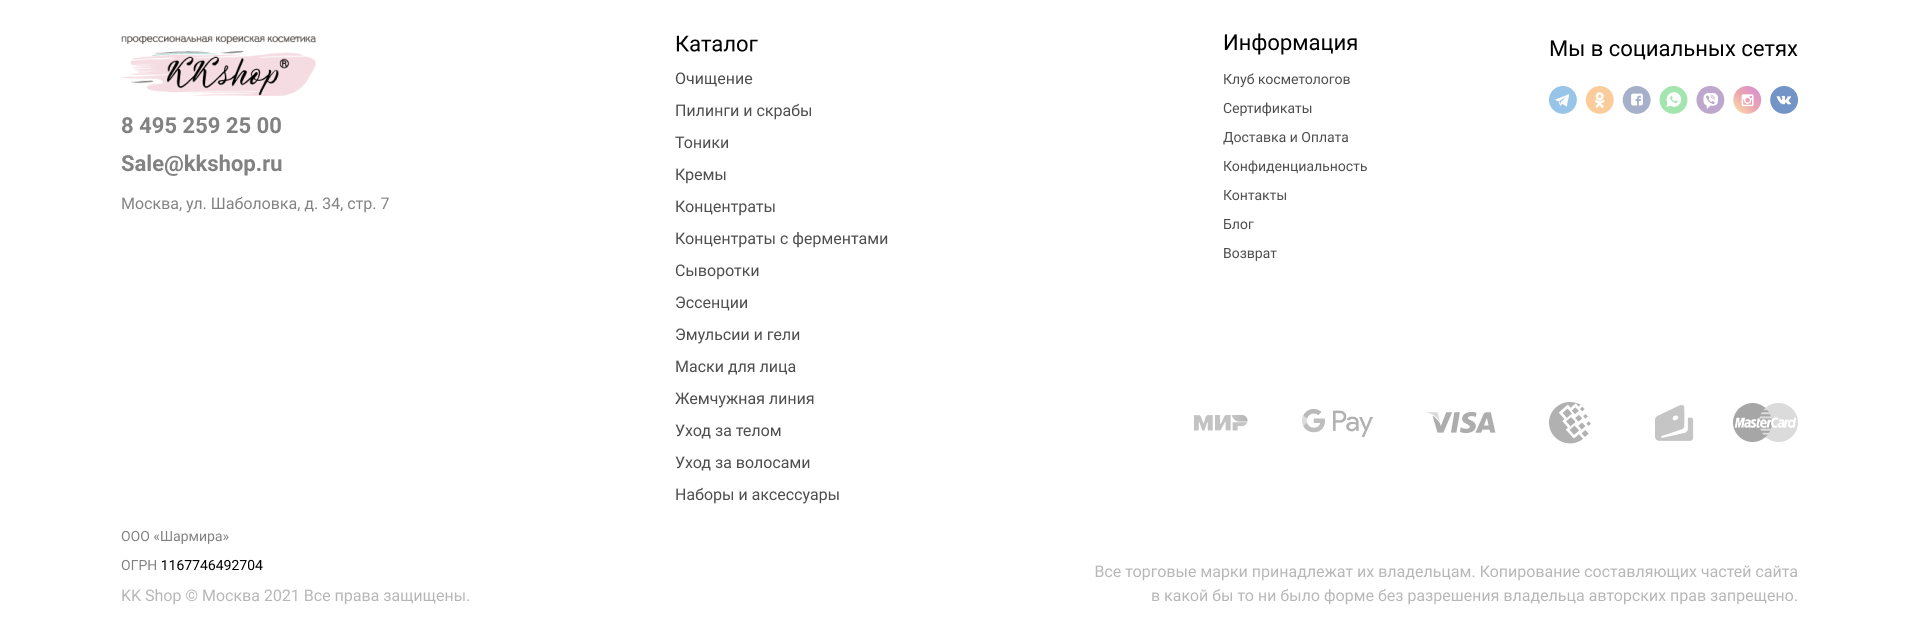 профессиональная корейская косметика
KKshop®
8 495 259 25 00
Sale@kkshop.ru
Москва, ул. Шаболовка, д. 34, стр. 7
Каталог
Очищение
Пилинги и скрабы
Тоники
Кремы
Концентраты
Концентраты с ферментами
Сыворотки
Эссенции
Эмульсии и гели
Маски для лица
Жемчужная линия
Уход за телом
Уход за волосами
Наборы и аксессуары
Информация
Клуб косметологов
Сертификаты
Доставка и Оплата
Конфиденциальность
Контакты
Блог
Возврат
Мы в социальных сетях
МИР
G Pay
VISA
MasterCard
ООО «Шармира»
ОГРН 1167746492704
KK Shop © Москва 2021 Все права защищены.
Все торговые марки принадлежат их владельцам. Копирование составляющих частей сайта
в какой бы то ни было форме без разрешения владельца авторских прав запрещено.